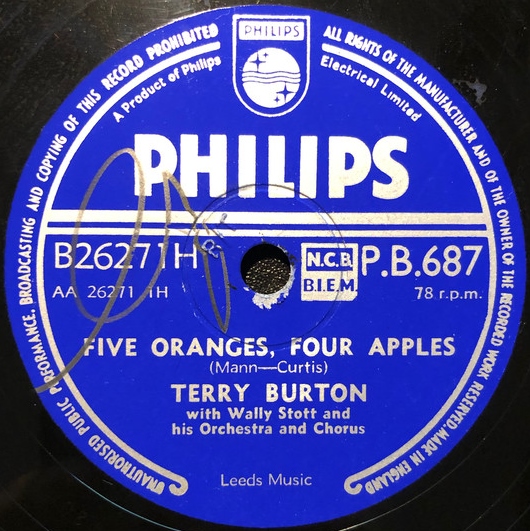 UNAUTHORISED PUBLIC PERFORMANCE, BROADCASTING AND COPYING OF THIS RECORD PROHIBITED
ALL RIGHTS OF THE MANUFACTURER AND OF THE OWNER OF THE RECORDED WORK RESERVED. MADE IN ENGLAND
PHILIPS
A Product of Philips
Electrical Limited
PHILIPS
B26271H
N.C.B.
B.I.E.M.
P.B.687
AA 26271 1H
78 r.p.m.
FIVE ORANGES, FOUR APPLES
(Mann—Curtis)
TERRY BURTON
with Wally Stott and
his Orchestra and Chorus
Leeds Music